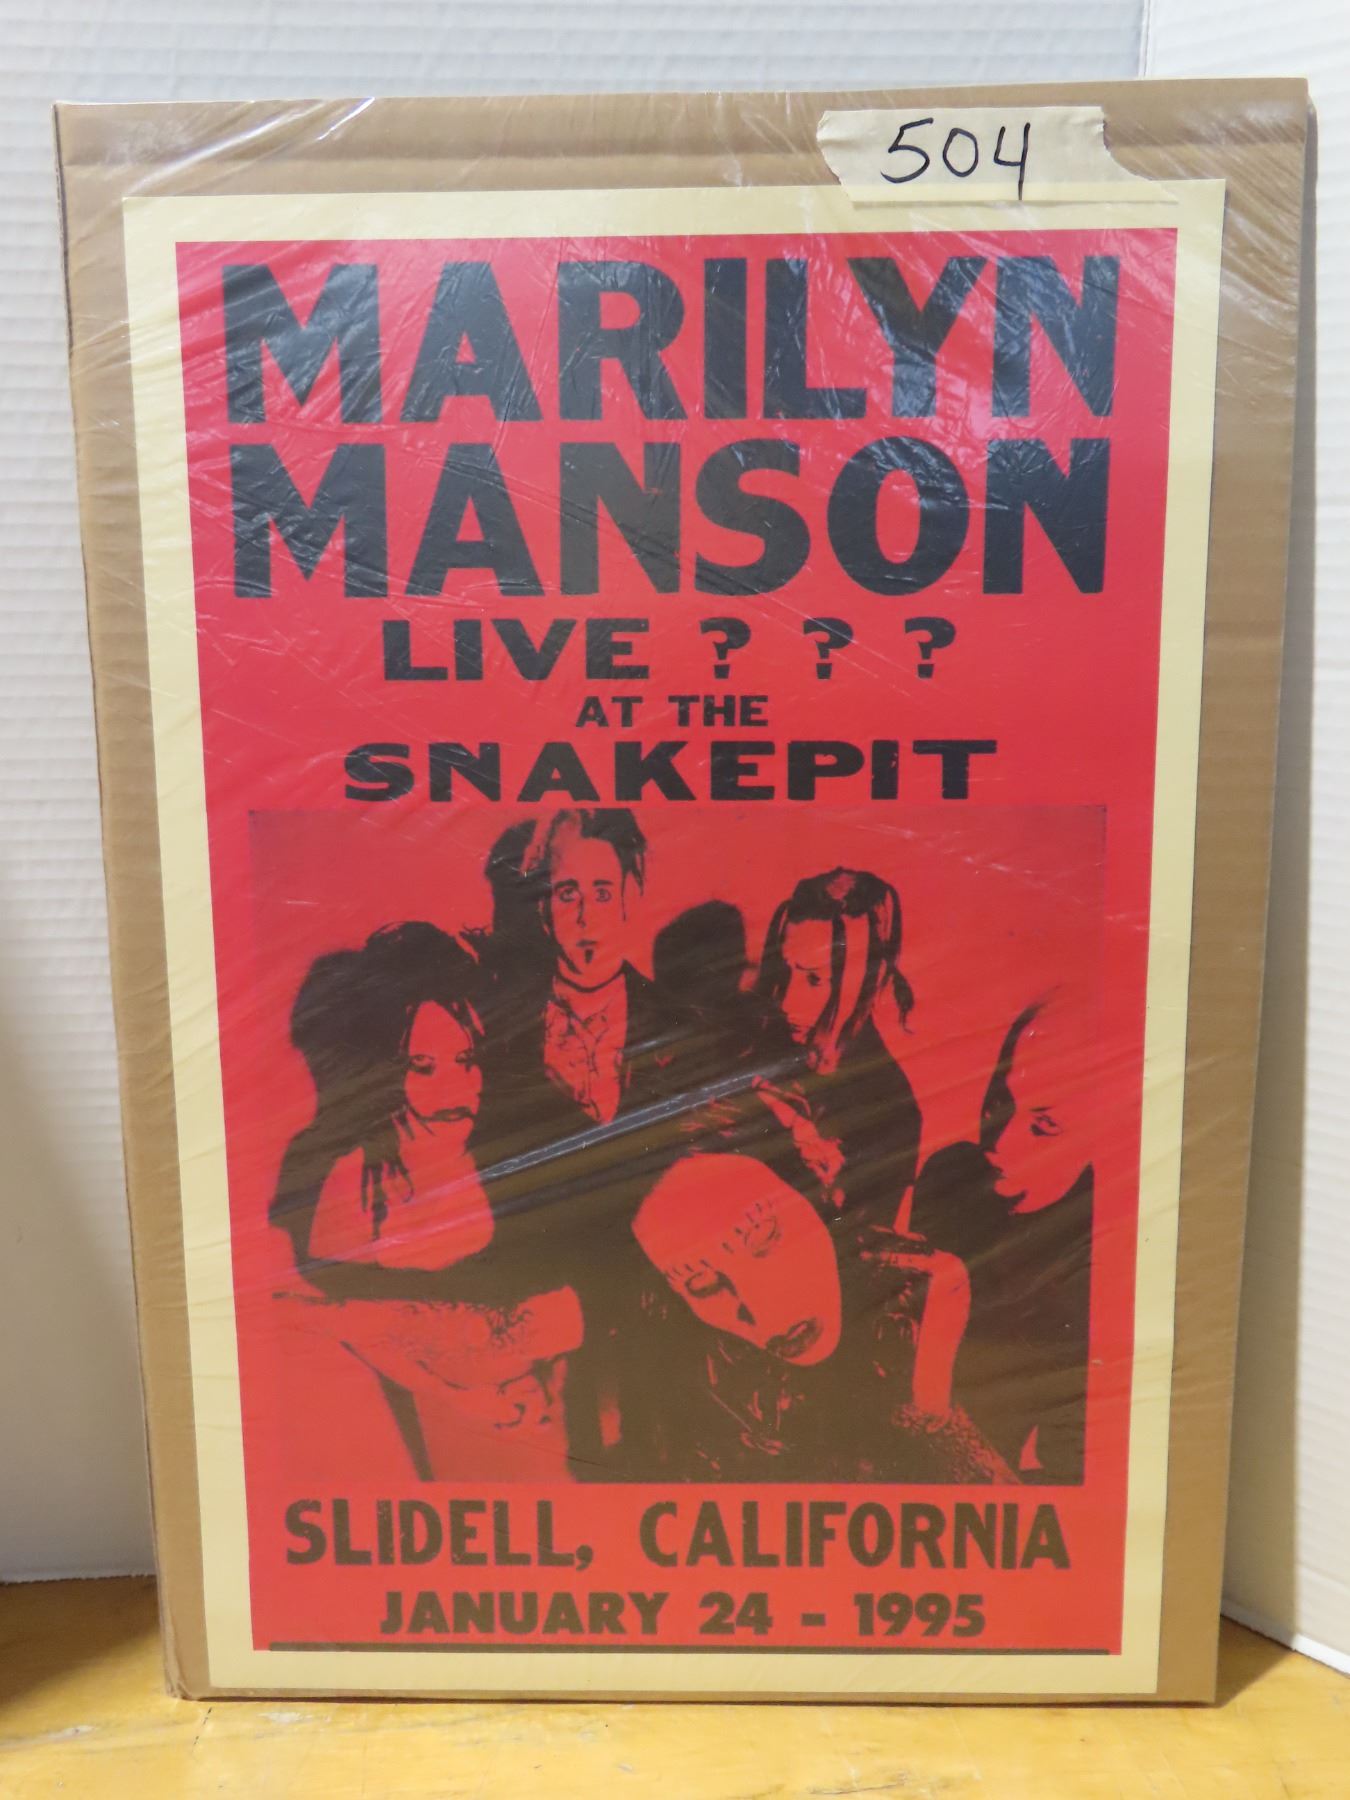 504
MARILYN
MANSON
LIVE ? ? ?
AT THE
SNAKEPIT
SLIDELL, CALIFORNIA
JANUARY 24 - 1995